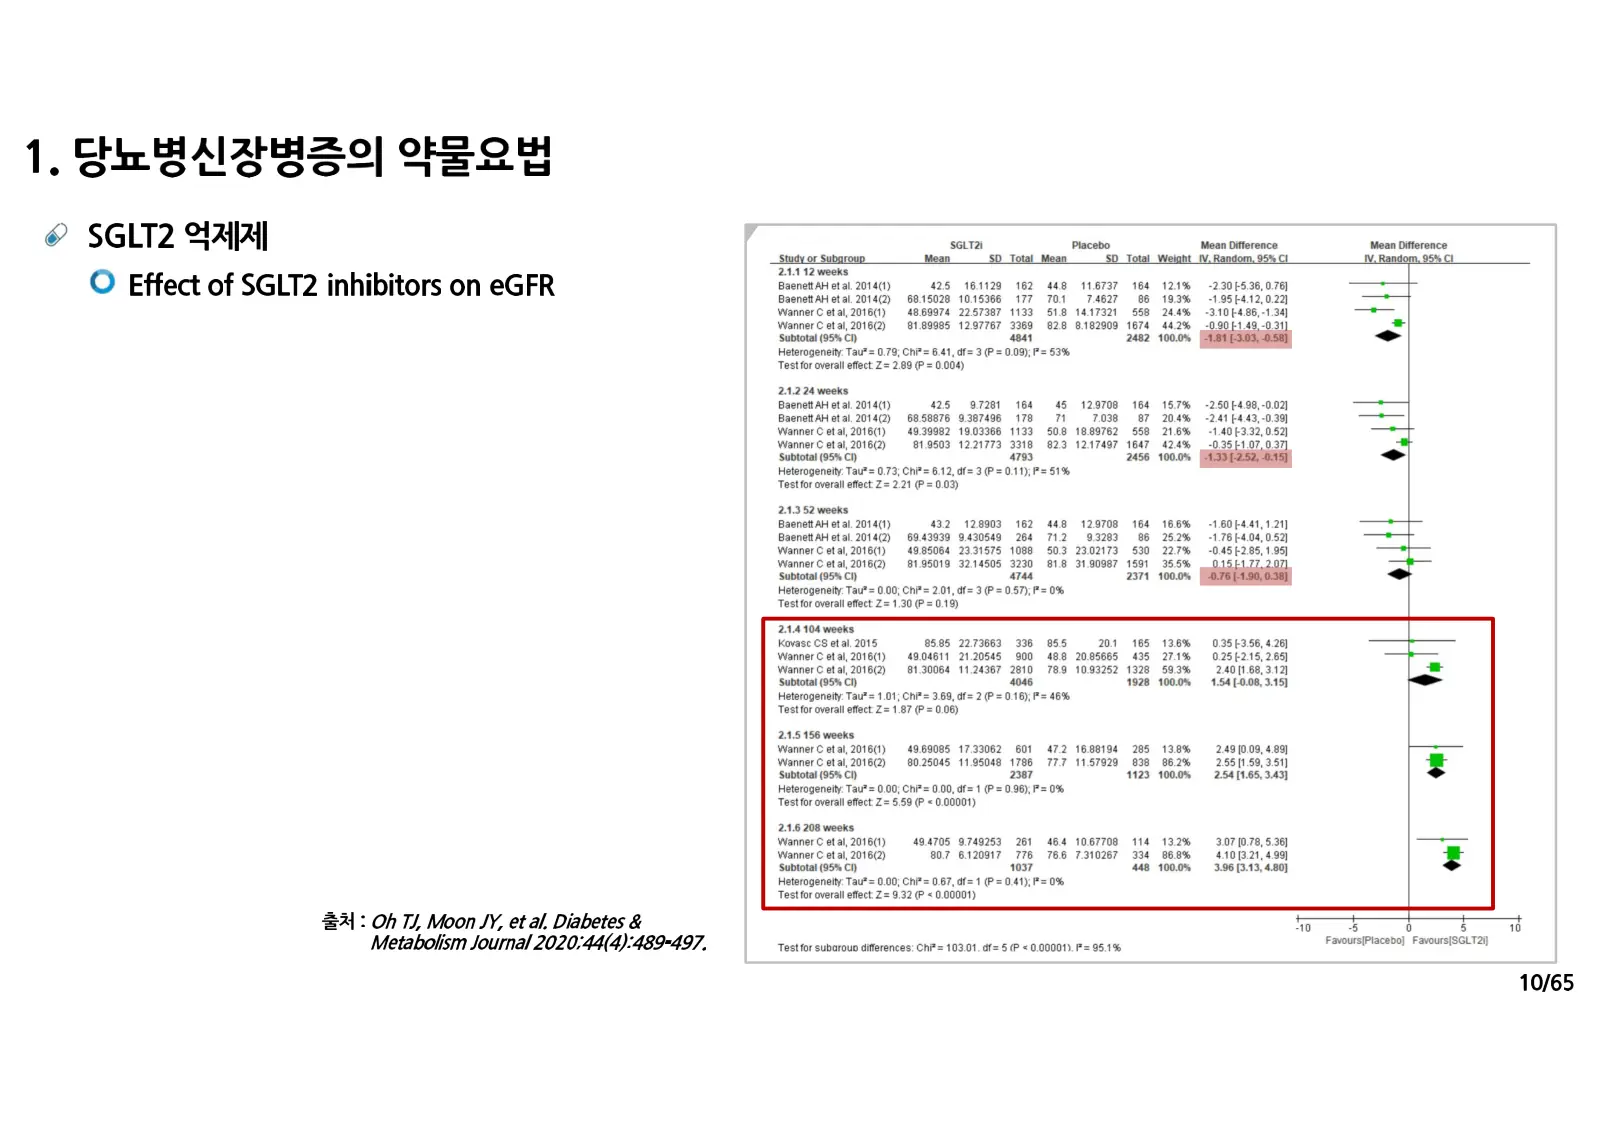 1. 당뇨병신장병증의 약물요법
SGLT2 억제제
Effect of SGLT2 inhibitors on eGFR
SGLT2i Placebo Mean Difference Mean Difference
Study or Subgroup Mean SD Total Mean SD Total Weight IV, Random, 95% CI IV, Random, 95% CI
2.1.1 12 weeks
Baenett AH et al. 2014(1) 42.5 16.1129 162 44.8 11.6737 164 12.1% -2.30 [-5.36, 0.76]
Baenett AH et al. 2014(2) 68.15028 10.15366 177 70.1 7.4627 86 19.3% -1.95 [-4.12, 0.22]
Wanner C et al, 2016(1) 48.69974 22.57387 1133 51.8 14.17321 558 24.4% -3.10 [-4.86, -1.34]
Wanner C et al, 2016(2) 81.89985 12.97767 3369 82.8 8.182909 1674 44.2% -0.90 [-1.49, -0.31]
Subtotal (95% CI) 4841 2482 100.0% -1.81 [-3.03, -0.58]
Heterogeneity: Tau² = 0.79; Chi² = 6.41, df = 3 (P = 0.09); I² = 53%
Test for overall effect: Z = 2.89 (P = 0.004)
2.1.2 24 weeks
Baenett AH et al. 2014(1) 42.5 9.7281 164 45 12.9708 164 15.7% -2.50 [-4.98, -0.02]
Baenett AH et al. 2014(2) 68.58876 9.387496 178 71 7.038 87 20.4% -2.41 [-4.43, -0.39]
Wanner C et al, 2016(1) 49.39982 19.03366 1133 50.8 18.89762 558 21.6% -1.40 [-3.32, 0.52]
Wanner C et al, 2016(2) 81.9503 12.21773 3318 82.3 12.17497 1647 42.4% -0.35 [-1.07, 0.37]
Subtotal (95% CI) 4793 2456 100.0% -1.33 [-2.52, -0.15]
Heterogeneity: Tau² = 0.73; Chi² = 6.12, df = 3 (P = 0.11); I² = 51%
Test for overall effect: Z = 2.21 (P = 0.03)
2.1.3 52 weeks
Baenett AH et al. 2014(1) 43.2 12.8903 162 44.8 12.9708 164 16.6% -1.60 [-4.41, 1.21]
Baenett AH et al. 2014(2) 69.43939 9.430549 264 71.2 9.3283 86 25.2% -1.76 [-4.04, 0.52]
Wanner C et al, 2016(1) 49.85064 23.31575 1088 50.3 23.02173 530 22.7% -0.45 [-2.85, 1.95]
Wanner C et al, 2016(2) 81.95019 32.14505 3230 81.8 31.90987 1591 35.5% 0.15 [-1.77, 2.07]
Subtotal (95% CI) 4744 2371 100.0% -0.76 [-1.90, 0.38]
Heterogeneity: Tau² = 0.00; Chi² = 2.01, df = 3 (P = 0.57); I² = 0%
Test for overall effect: Z = 1.30 (P = 0.19)
2.1.4 104 weeks
Kovasc CS et al. 2015 85.85 22.73663 336 85.5 20.1 165 13.6% 0.35 [-3.56, 4.26]
Wanner C et al, 2016(1) 49.04611 21.20545 900 48.8 20.85665 435 27.1% 0.25 [-2.15, 2.65]
Wanner C et al, 2016(2) 81.30064 11.24367 2810 78.9 10.93252 1328 59.3% 2.40 [1.68, 3.12]
Subtotal (95% CI) 4046 1928 100.0% 1.54 [-0.08, 3.15]
Heterogeneity: Tau² = 1.01; Chi² = 3.69, df = 2 (P = 0.16); I² = 46%
Test for overall effect: Z = 1.87 (P = 0.06)
2.1.5 156 weeks
Wanner C et al, 2016(1) 49.69085 17.33062 601 47.2 16.88194 285 13.8% 2.49 [0.09, 4.89]
Wanner C et al, 2016(2) 80.25045 11.95048 1786 77.7 11.57929 838 86.2% 2.55 [1.59, 3.51]
Subtotal (95% CI) 2387 1123 100.0% 2.54 [1.65, 3.43]
Heterogeneity: Tau² = 0.00; Chi² = 0.00, df = 1 (P = 0.96); I² = 0%
Test for overall effect: Z = 5.59 (P < 0.00001)
2.1.6 208 weeks
Wanner C et al, 2016(1) 49.4705 9.749253 261 46.4 10.67708 114 13.2% 3.07 [0.78, 5.36]
Wanner C et al, 2016(2) 80.7 6.120917 776 76.6 7.310267 334 86.8% 4.10 [3.21, 4.99]
Subtotal (95% CI) 1037 448 100.0% 3.96 [3.13, 4.80]
Heterogeneity: Tau² = 0.00; Chi² = 0.67, df = 1 (P = 0.41); I² = 0%
Test for overall effect: Z = 9.32 (P < 0.00001)
-10 -5 0 5 10
Favours[Placebo] Favours[SGLT2i]
Test for subgroup differences: Chi² = 103.01, df = 5 (P < 0.00001), I² = 95.1%
출처 : Oh TJ, Moon JY, et al. Diabetes &
Metabolism Journal 2020;44(4):489-497.
10/65